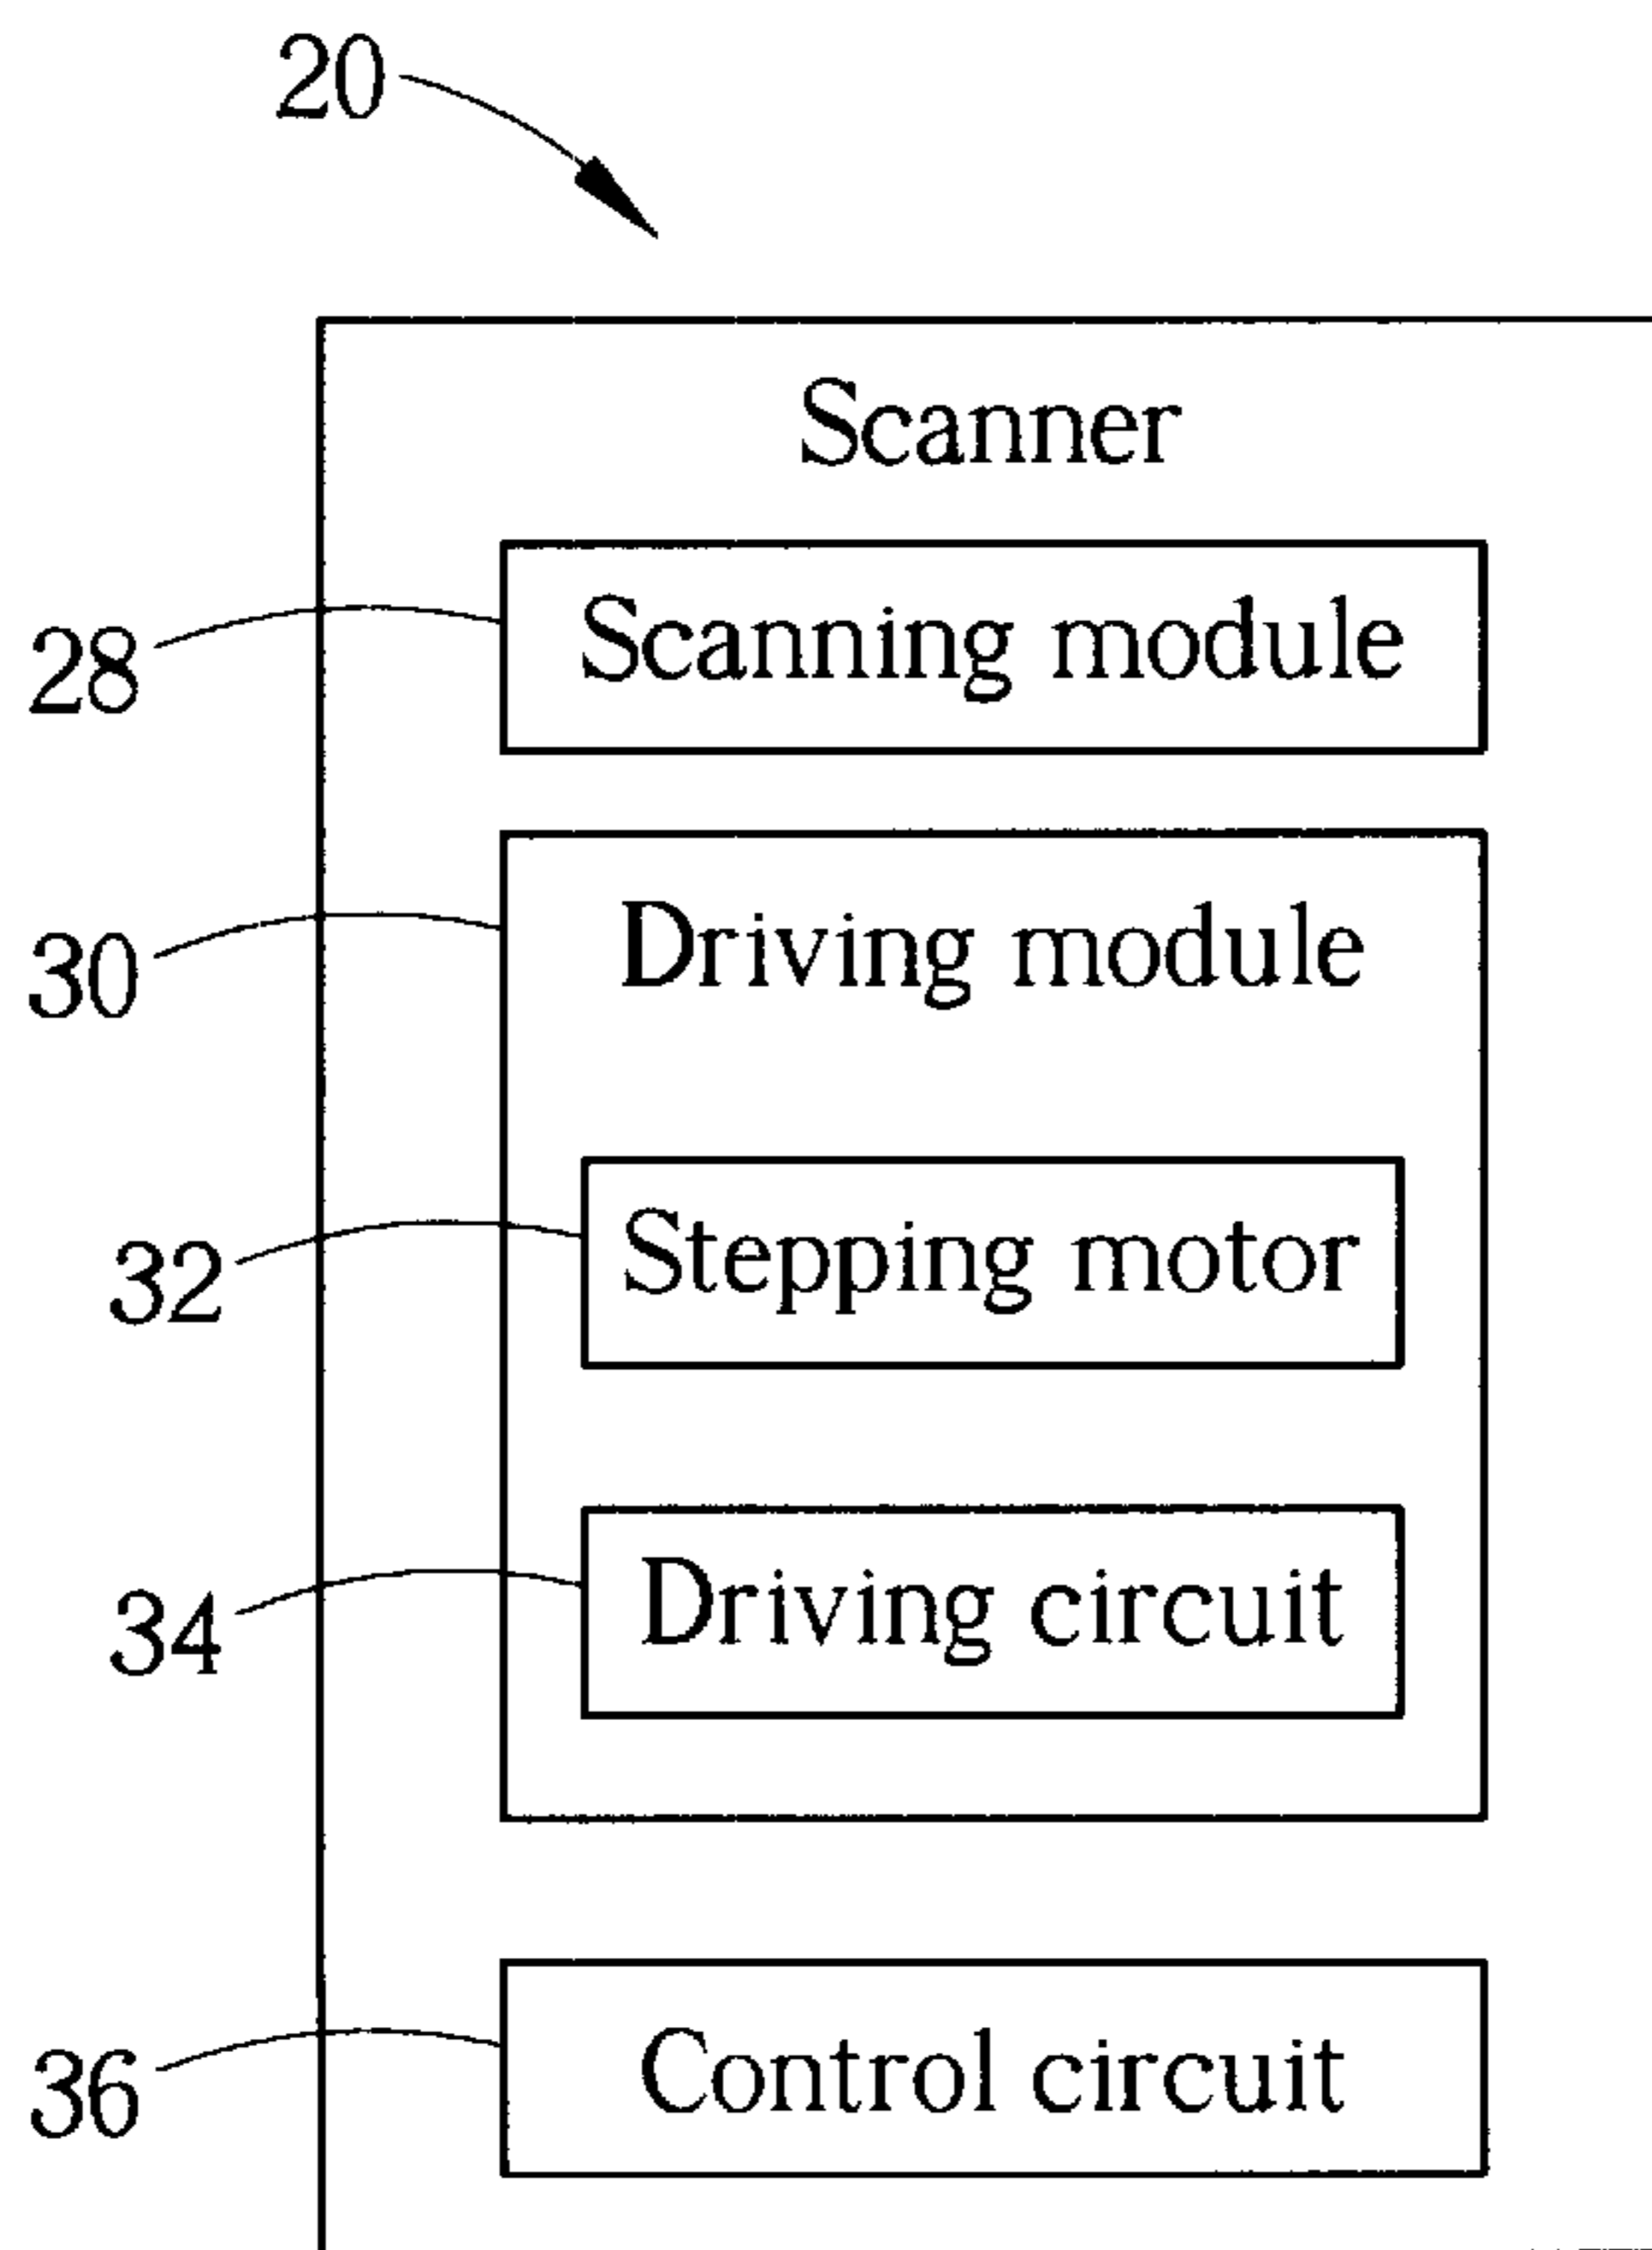 20
Scanner
28 Scanning module
30 Driving module
32 Stepping motor
34 Driving circuit
36 Control circuit